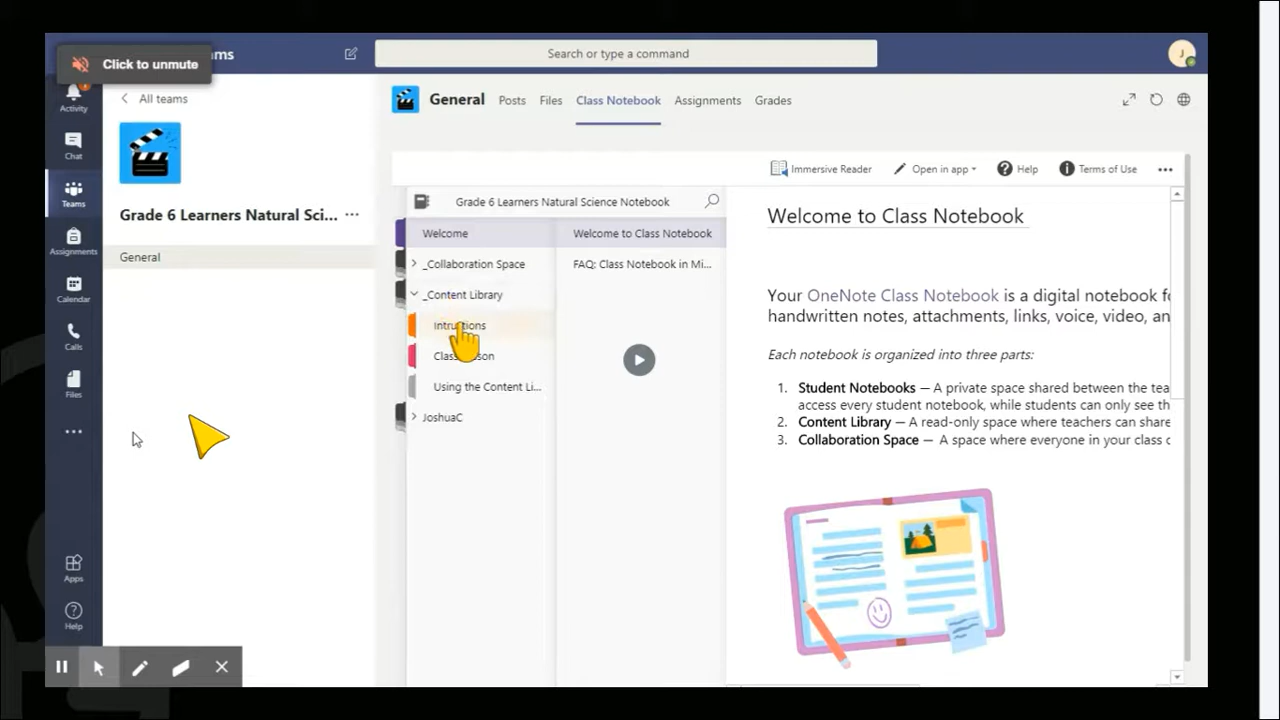 Click to unmute
ms
Search or type a command
J
Activity
Chat
Teams
Assignments
Calendar
Calls
Files
Apps
Help
All teams
Grade 6 Learners Natural Sci... ...
General
General Posts Files Class Notebook Assignments Grades
Immersive Reader Open in app Help Terms of Use ...
Grade 6 Learners Natural Science Notebook
Welcome
_Collaboration Space
_Content Library
Class
Using the Content Li...
JoshuaC
Welcome to Class Notebook
FAQ: Class Notebook in Mi...
Welcome to Class Notebook
Your OneNote Class Notebook is a digital notebook fo
handwritten notes, attachments, links, voice, video, an
Each notebook is organized into three parts:
1. Student Notebooks — A private space shared between the tea
access every student notebook, while students can only see th
2. Content Library — A read-only space where teachers can share
3. Collaboration Space — A space where everyone in your class c